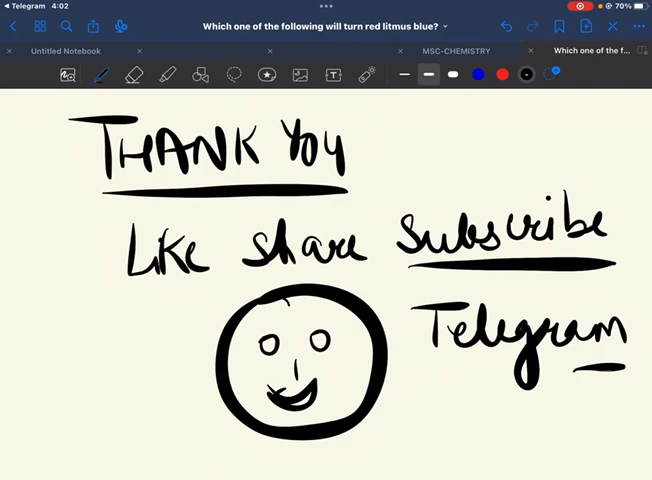 Telegram 4:02
70%
Which one of the following will turn red litmus blue?
Untitled Notebook
MSC-CHEMISTRY
Which one of the f...
T
THANK YOU
Like Share Subscribe
Telegram